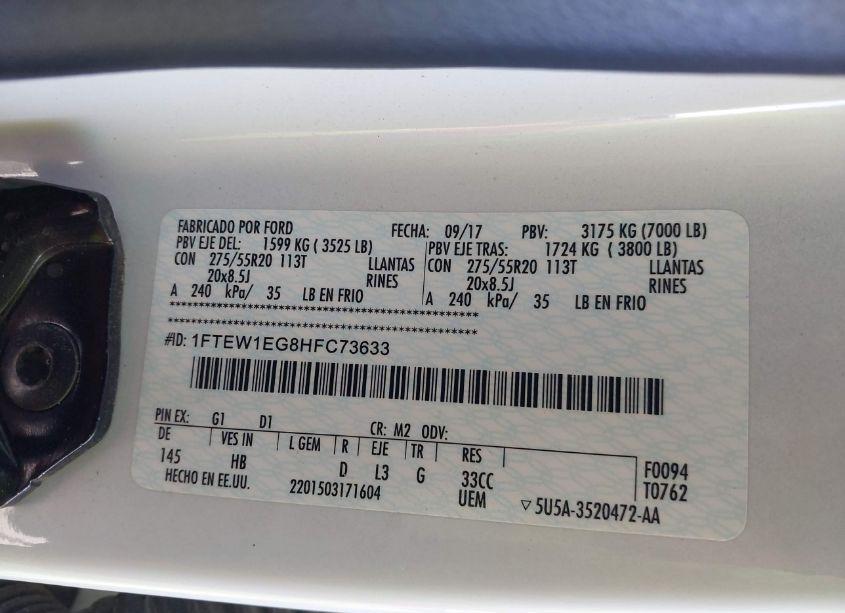 FABRICADO POR FORD FECHA: 09/17 PBV: 3175 KG (7000 LB)
PBV EJE DEL: 1599 KG ( 3525 LB) PBV EJE TRAS: 1724 KG ( 3800 LB)
CON 275/55R20 113T LLANTAS CON 275/55R20 113T LLANTAS
20x8.5J RINES 20x8.5J RINES
A 240 kPa/ 35 LB EN FRIO A 240 kPa/ 35 LB EN FRIO
#ID: 1FTEW1EG8HFC73633
PIN EX: G1 D1 CR: M2 ODV:
DE VES IN L GEM R EJE TR RES
145 HB D L3 G 33CC F0094
HECHO EN EE.UU. 2201503171604 UEM T0762
▽5U5A-3520472-AA